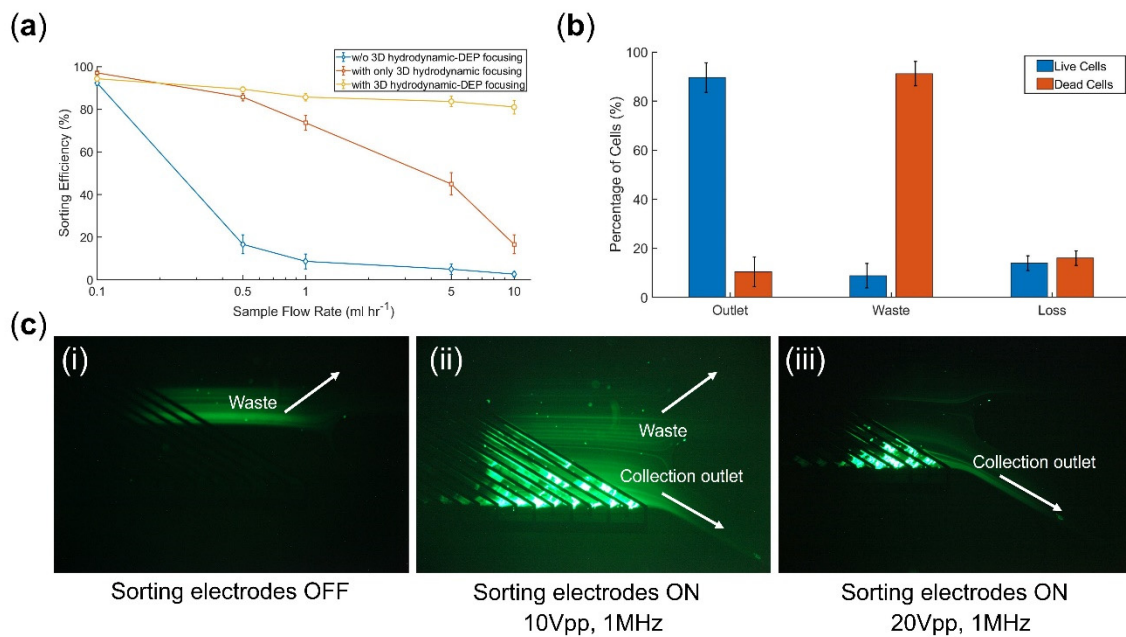 (a)
w/o 3D hydrodynamic-DEP focusing
with only 3D hydrodynamic focusing
with 3D hydrodynamic-DEP focusing
100
80
60
40
20
0
Sorting Efficiency (%)
0.1
0.5
1
5
10
Sample Flow Rate (ml hr⁻¹)
(b)
Live Cells
Dead Cells
100
80
60
40
20
0
Percentage of Cells (%)
Outlet
Waste
Loss
(c)
(i)
Waste
Sorting electrodes OFF
(ii)
Waste
Collection outlet
Sorting electrodes ON
10Vpp, 1MHz
(iii)
Collection outlet
Sorting electrodes ON
20Vpp, 1MHz